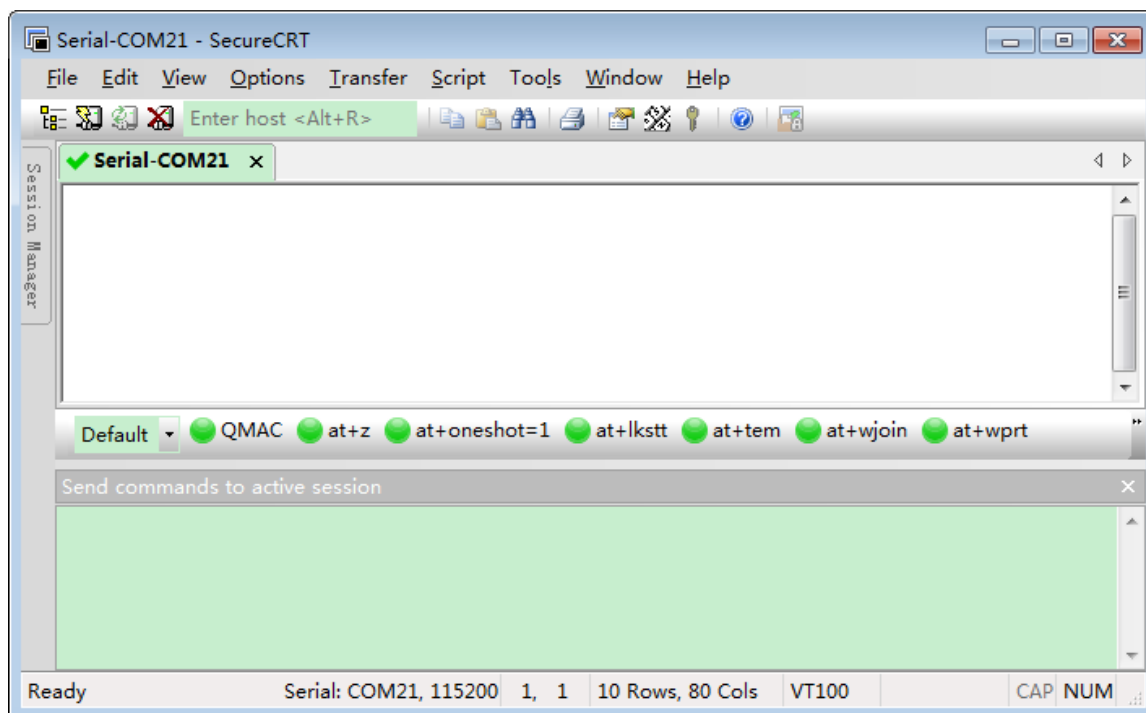 Serial-COM21 - SecureCRT
File Edit View Options Transfer Script Tools Window Help
Enter host <Alt+R>
Serial-COM21
Session Manager
Default QMAC at+z at+oneshot=1 at+lkstt at+tem at+wjoin at+wprt
Send commands to active session
Ready Serial: COM21, 115200 1, 1 10 Rows, 80 Cols VT100 CAP NUM